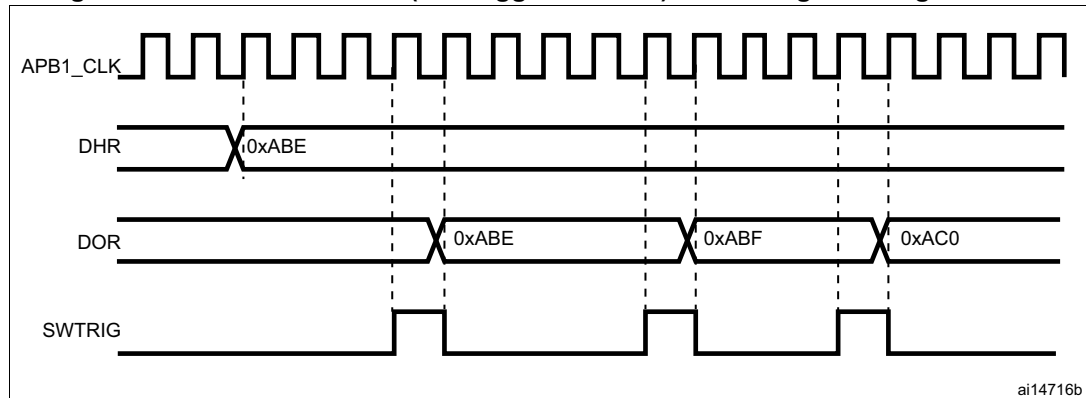 APB1_CLK
DHR
0xABE
DOR
0xABE
0xABF
0xAC0
SWTRIG
ai14716b